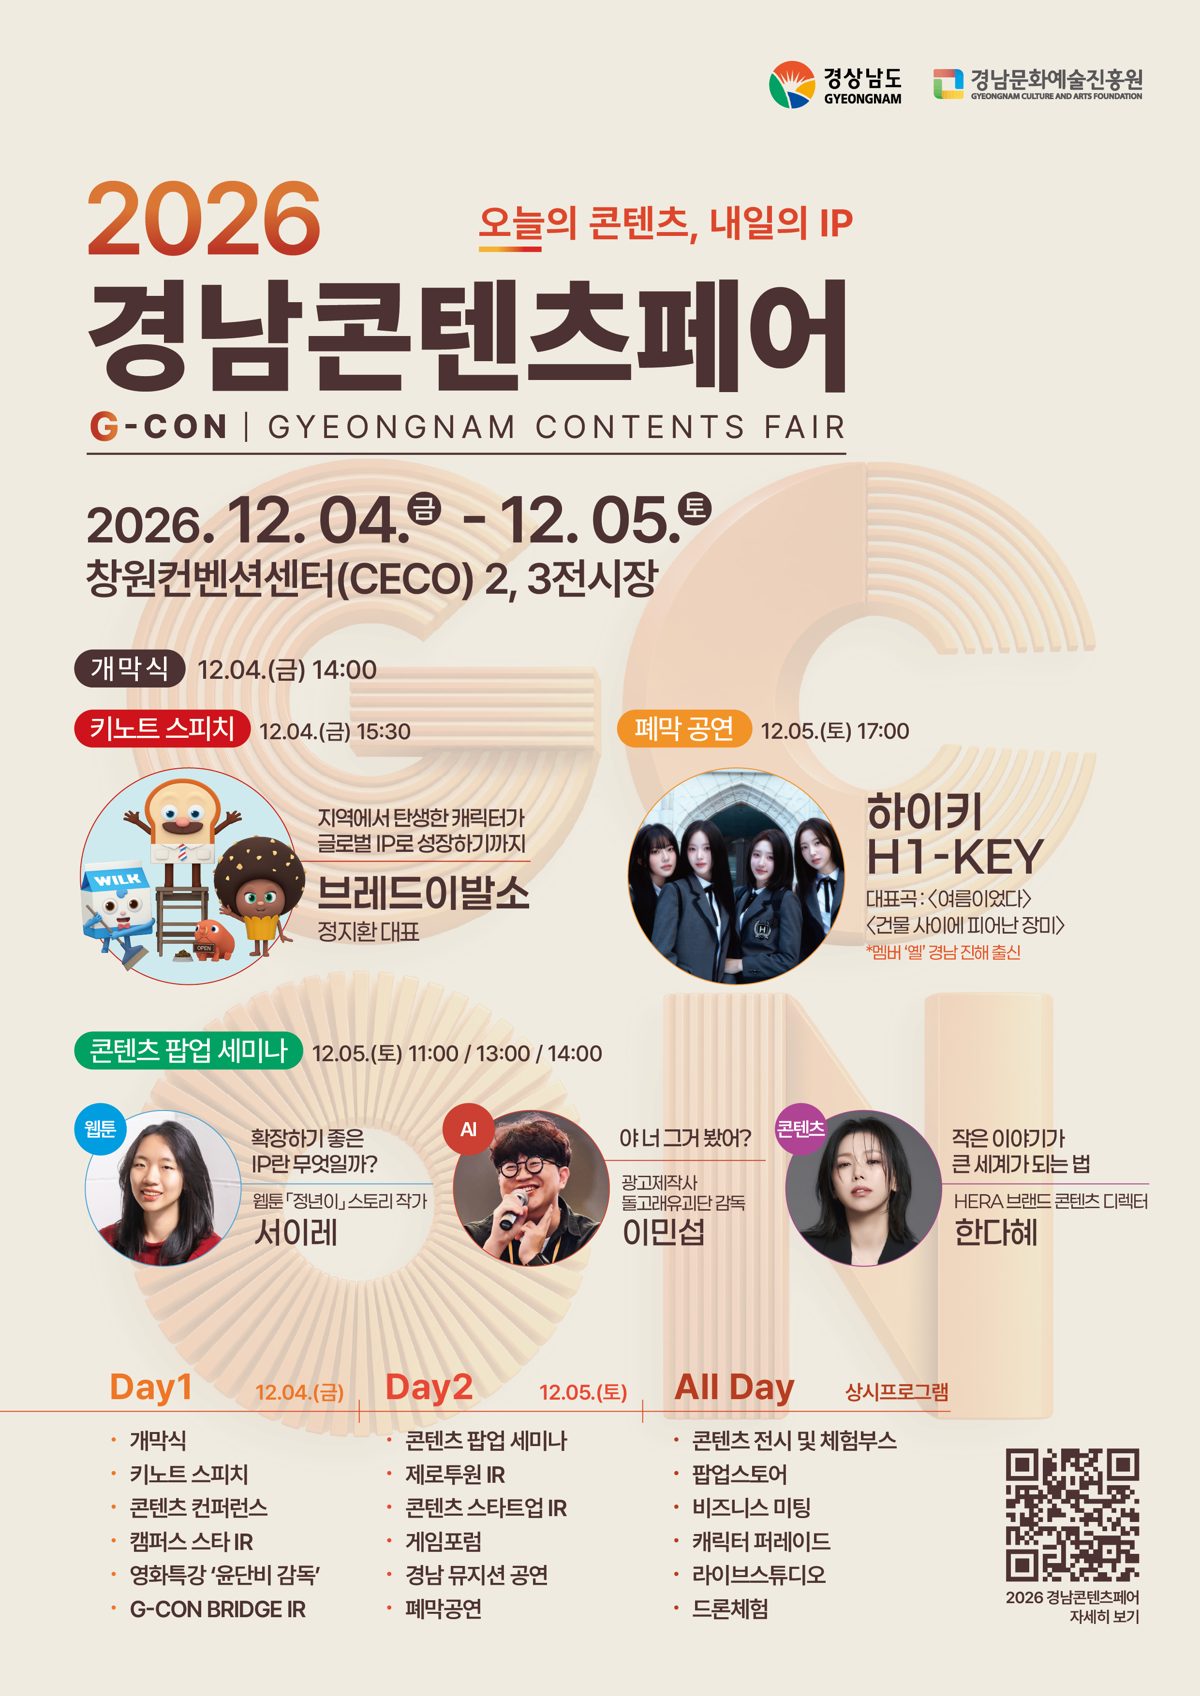 경상남도
GYEONGNAM
경남문화예술진흥원
GYEONGNAM CULTURE AND ARTS FOUNDATION
2026
오늘의 콘텐츠, 내일의 IP
경남콘텐츠페어
G-CON | GYEONGNAM CONTENTS FAIR
2026. 12. 04.금 - 12. 05.토
창원컨벤션센터(CECO) 2, 3전시장
개막식 12.04.(금) 14:00
키노트 스피치 12.04.(금) 15:30
WILK
OPEN
지역에서 탄생한 캐릭터가
글로벌 IP로 성장하기까지
브레드이발소
정지환 대표
폐막 공연 12.05.(토) 17:00
H
하이키
H1-KEY
대표곡 : 〈여름이었다〉
〈건물 사이에 피어난 장미〉
*멤버 ‘옐’ 경남 진해 출신
콘텐츠 팝업 세미나 12.05.(토) 11:00 / 13:00 / 14:00
웹툰
확장하기 좋은
IP란 무엇일까?
웹툰 「정년이」 스토리 작가
서이레
AI
야 너 그거 봤어?
광고제작사
돌고래유괴단 감독
이민섭
콘텐츠
작은 이야기가
큰 세계가 되는 법
HERA 브랜드 콘텐츠 디렉터
한다혜
Day1 12.04.(금)
· 개막식
· 키노트 스피치
· 콘텐츠 컨퍼런스
· 캠퍼스 스타 IR
· 영화특강 ‘윤단비 감독’
· G-CON BRIDGE IR
Day2 12.05.(토)
· 콘텐츠 팝업 세미나
· 제로투원 IR
· 콘텐츠 스타트업 IR
· 게임포럼
· 경남 뮤지션 공연
· 폐막공연
All Day 상시프로그램
· 콘텐츠 전시 및 체험부스
· 팝업스토어
· 비즈니스 미팅
· 캐릭터 퍼레이드
· 라이브스튜디오
· 드론체험
2026 경남콘텐츠페어
자세히 보기